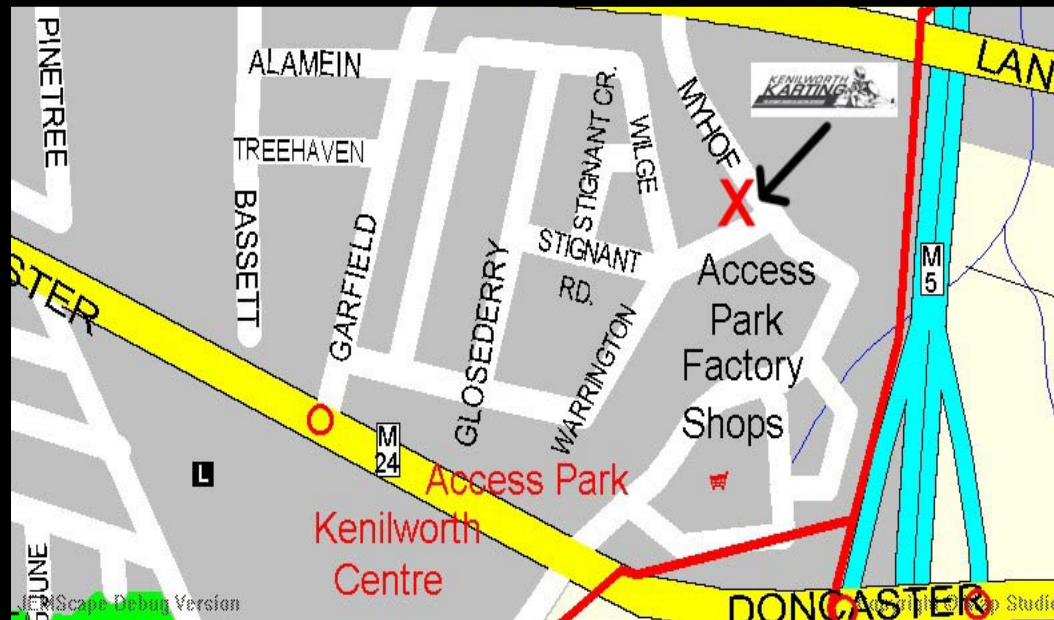 PINETREE
ALAMEIN
TREEHAVEN
BASSETT
GARFIELD
GLOSEDERRY
STIGNANT CR.
WILGE
STIGNANT
RD.
WARRINGTON
MYHOF
KENILWORTH
KARTING
LAN
M
5
Access
Park
Factory
Shops
STER
M
24
L
Access Park
Kenilworth
Centre
DONCASTER
JEMScape Debug Version